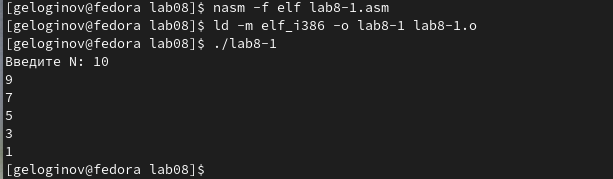 [geloginov@fedora lab08]$ nasm -f elf lab8-1.asm
[geloginov@fedora lab08]$ ld -m elf_i386 -o lab8-1 lab8-1.o
[geloginov@fedora lab08]$ ./lab8-1
Введите N: 10
9
7
5
3
1
[geloginov@fedora lab08]$